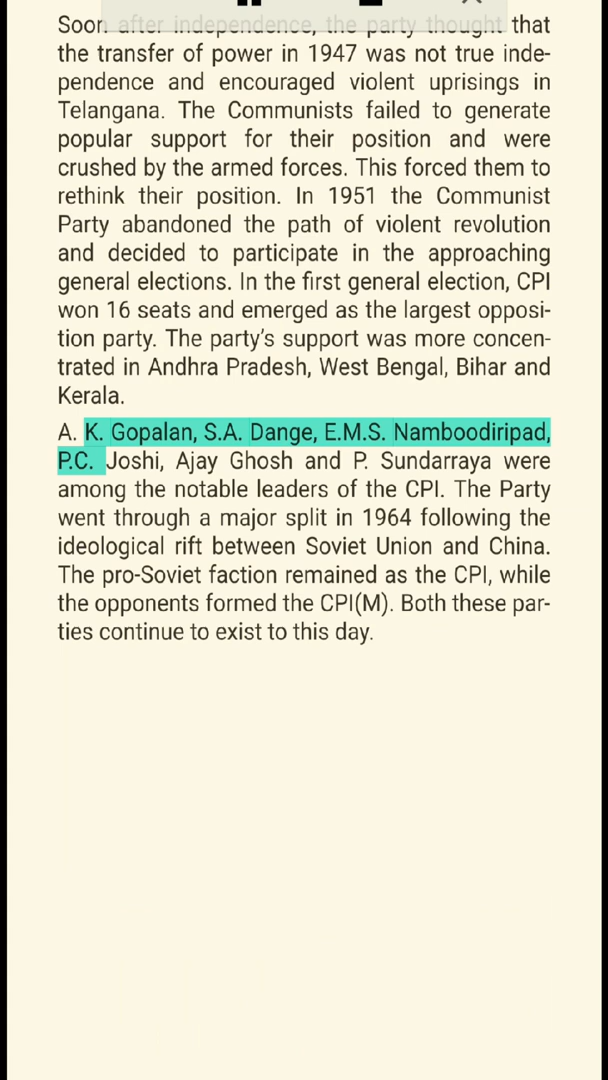 Soon after independence, the party thought that
the transfer of power in 1947 was not true inde-
pendence and encouraged violent uprisings in
Telangana. The Communists failed to generate
popular support for their position and were
crushed by the armed forces. This forced them to
rethink their position. In 1951 the Communist
Party abandoned the path of violent revolution
and decided to participate in the approaching
general elections. In the first general election, CPI
won 16 seats and emerged as the largest opposi-
tion party. The party’s support was more concen-
trated in Andhra Pradesh, West Bengal, Bihar and
Kerala.
A. K. Gopalan, S.A. Dange, E.M.S. Namboodiripad,
P.C. Joshi, Ajay Ghosh and P. Sundarraya were
among the notable leaders of the CPI. The Party
went through a major split in 1964 following the
ideological rift between Soviet Union and China.
The pro-Soviet faction remained as the CPI, while
the opponents formed the CPI(M). Both these par-
ties continue to exist to this day.